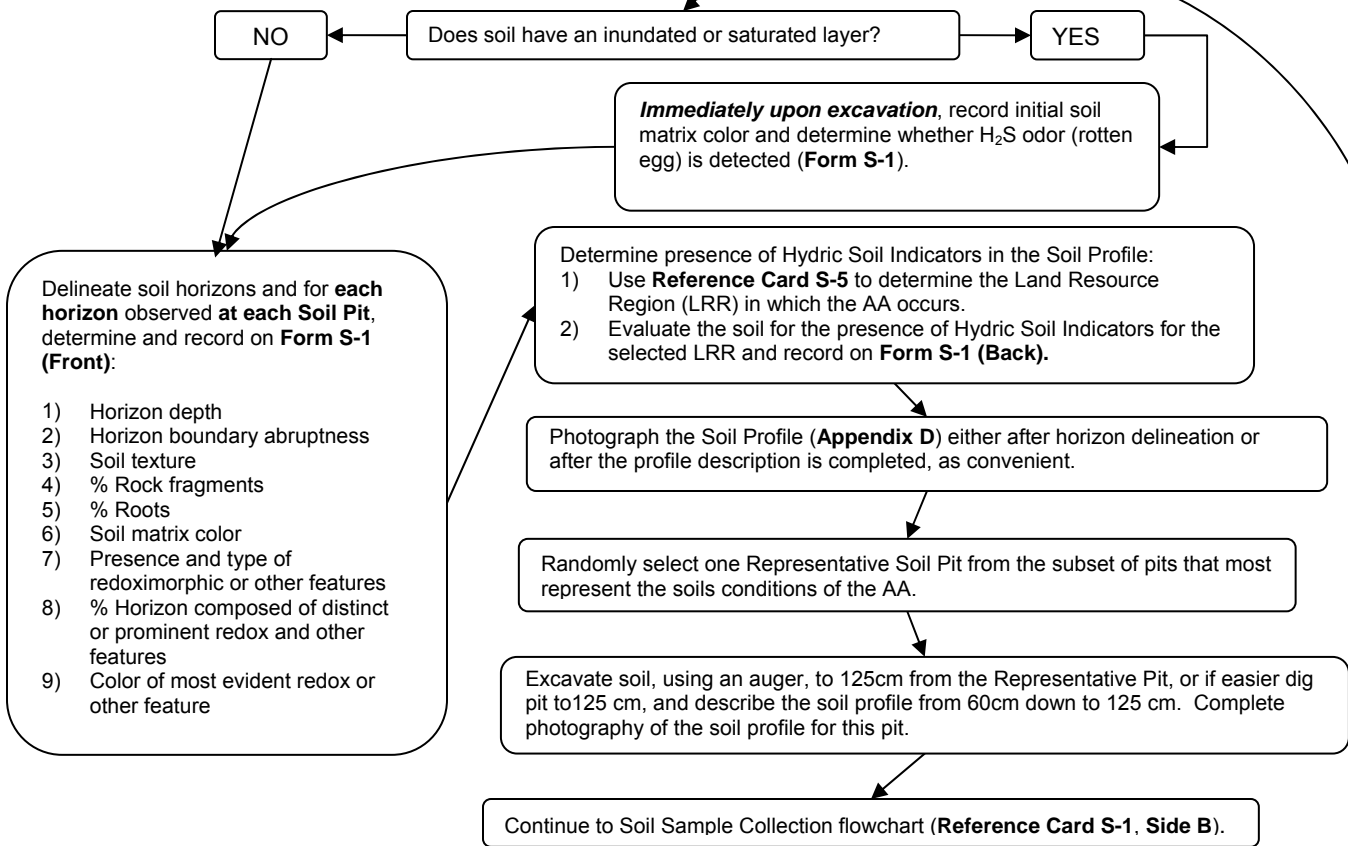 NO
Does soil have an inundated or saturated layer?
YES
Immediately upon excavation, record initial soil
matrix color and determine whether H₂S odor (rotten
egg) is detected (Form S-1).
Delineate soil horizons and for each
horizon observed at each Soil Pit,
determine and record on Form S-1
(Front):
1) Horizon depth
2) Horizon boundary abruptness
3) Soil texture
4) % Rock fragments
5) % Roots
6) Soil matrix color
7) Presence and type of
redoximorphic or other features
8) % Horizon composed of distinct
or prominent redox and other
features
9) Color of most evident redox or
other feature
Determine presence of Hydric Soil Indicators in the Soil Profile:
1) Use Reference Card S-5 to determine the Land Resource
Region (LRR) in which the AA occurs.
2) Evaluate the soil for the presence of Hydric Soil Indicators for the
selected LRR and record on Form S-1 (Back).
Photograph the Soil Profile (Appendix D) either after horizon delineation or
after the profile description is completed, as convenient.
Randomly select one Representative Soil Pit from the subset of pits that most
represent the soils conditions of the AA.
Excavate soil, using an auger, to 125cm from the Representative Pit, or if easier dig
pit to125 cm, and describe the soil profile from 60cm down to 125 cm. Complete
photography of the soil profile for this pit.
Continue to Soil Sample Collection flowchart (Reference Card S-1, Side B).